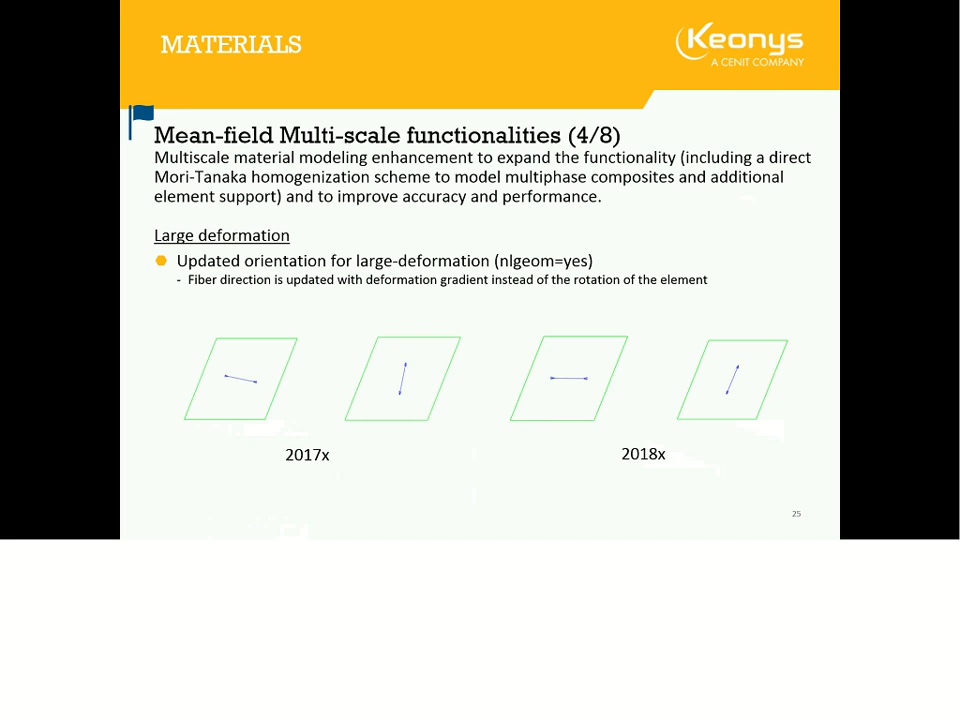 MATERIALS
Keonys
A CENIT COMPANY
Mean-field Multi-scale functionalities (4/8)
Multiscale material modeling enhancement to expand the functionality (including a direct
Mori-Tanaka homogenization scheme to model multiphase composites and additional
element support) and to improve accuracy and performance.
Large deformation
Updated orientation for large-deformation (nlgeom=yes)
- Fiber direction is updated with deformation gradient instead of the rotation of the element
2017x
2018x
25